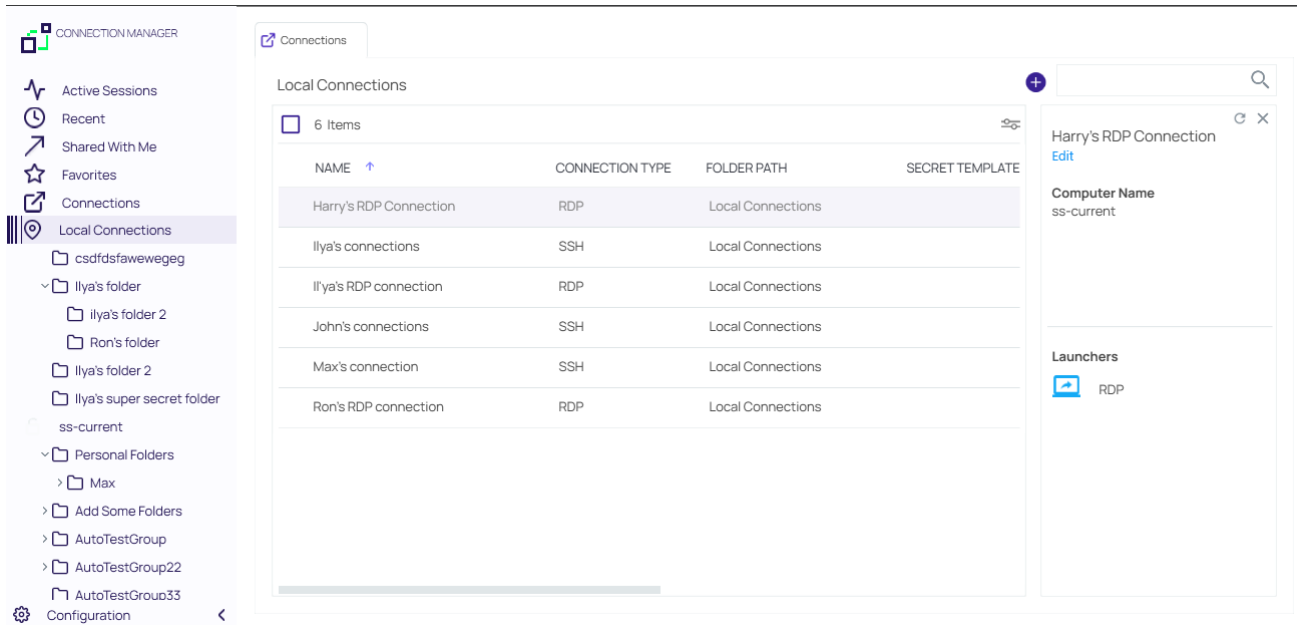 CONNECTION MANAGER
Active Sessions
Recent
Shared With Me
Favorites
Connections
Local Connections
csdfdsfawewegeg
Ilya's folder
ilya's folder 2
Ron's folder
Ilya's folder 2
Ilya's super secret folder
ss-current
Personal Folders
Max
Add Some Folders
AutoTestGroup
AutoTestGroup22
AutoTestGroup33
Configuration
Connections
Local Connections
6 Items
NAME CONNECTION TYPE FOLDER PATH SECRET TEMPLATE
Harry's RDP Connection RDP Local Connections
Ilya's connections SSH Local Connections
Il'ya's RDP connection RDP Local Connections
John's connections SSH Local Connections
Max's connection SSH Local Connections
Ron's RDP connection RDP Local Connections
Harry's RDP Connection
Edit
Computer Name
ss-current
Launchers
RDP